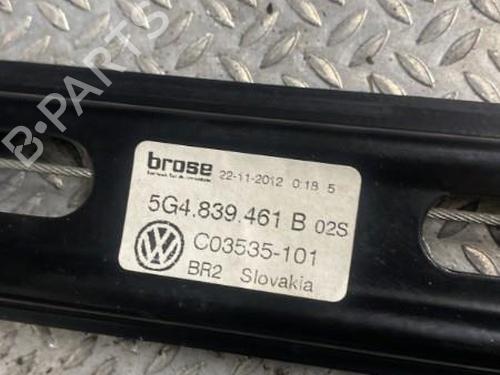 B-PARTS
brose 22-11-2012 0:18 5
5G4.839.461 B 02S
C03535-101
BR2 Slovakia